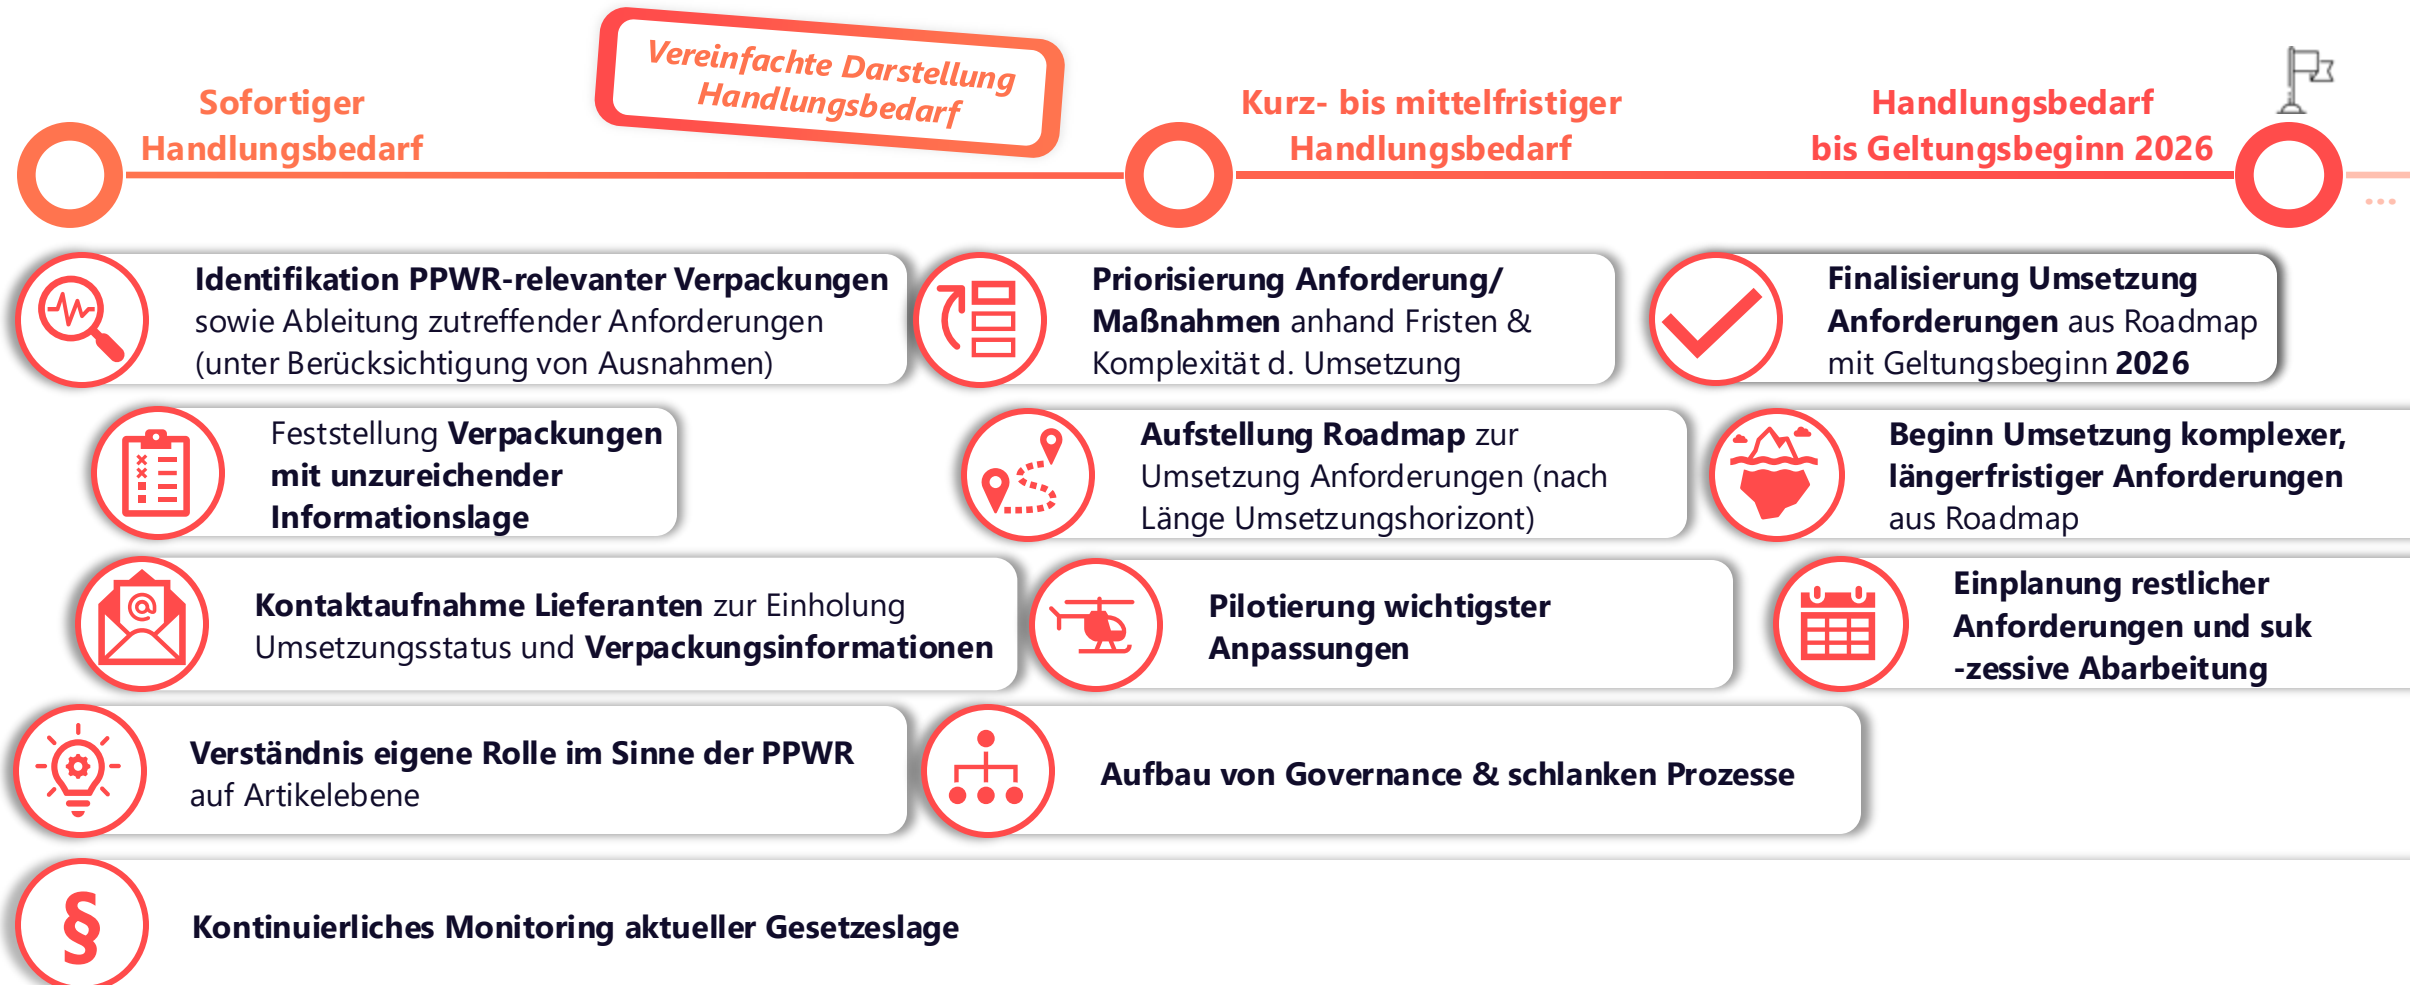 Vereinfachte Darstellung
Handlungsbedarf
Sofortiger
Handlungsbedarf
Kurz- bis mittelfristiger
Handlungsbedarf
Handlungsbedarf
bis Geltungsbeginn 2026
...
Identifikation PPWR-relevanter Verpackungen
sowie Ableitung zutreffender Anforderungen
(unter Berücksichtigung von Ausnahmen)
Priorisierung Anforderung/
Maßnahmen anhand Fristen &
Komplexität d. Umsetzung
Finalisierung Umsetzung
Anforderungen aus Roadmap
mit Geltungsbeginn 2026
Feststellung Verpackungen
mit unzureichender
Informationslage
Aufstellung Roadmap zur
Umsetzung Anforderungen (nach
Länge Umsetzungshorizont)
Beginn Umsetzung komplexer,
längerfristiger Anforderungen
aus Roadmap
@
Kontaktaufnahme Lieferanten zur Einholung
Umsetzungsstatus und Verpackungsinformationen
Pilotierung wichtigster
Anpassungen
Einplanung restlicher
Anforderungen und suk
-zessive Abarbeitung
Verständnis eigene Rolle im Sinne der PPWR
auf Artikelebene
Aufbau von Governance & schlanken Prozesse
§
Kontinuierliches Monitoring aktueller Gesetzeslage